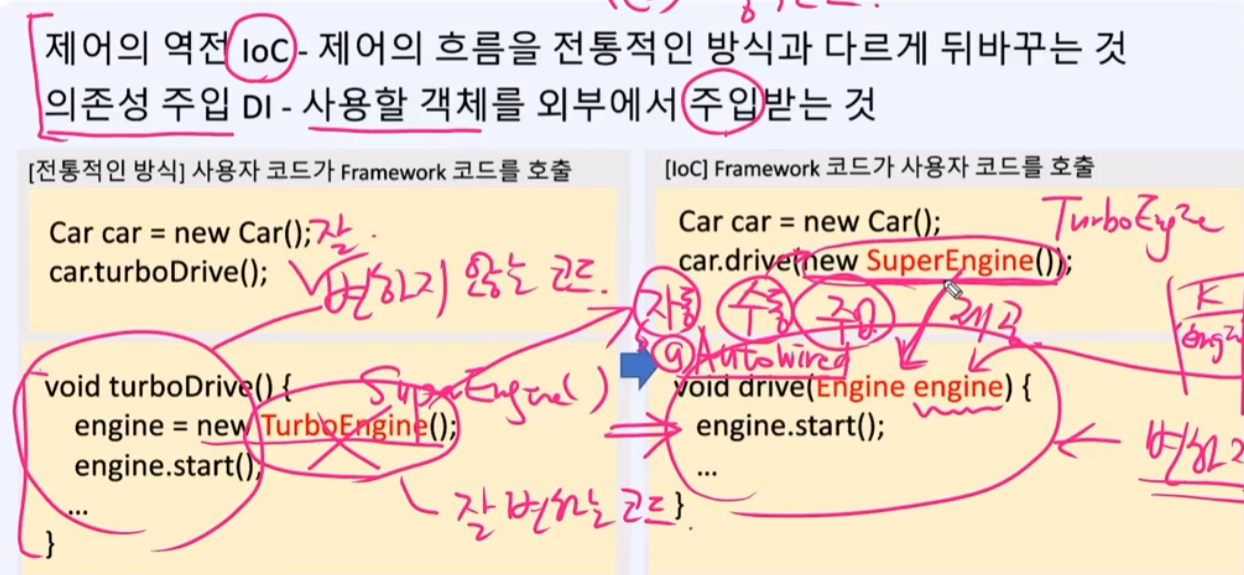 제어의 역전 IoC - 제어의 흐름을 전통적인 방식과 다르게 뒤바꾸는 것
의존성 주입 DI - 사용할 객체를 외부에서 주입받는 것
[전통적인 방식] 사용자 코드가 Framework 코드를 호출
Car car = new Car();
car.turboDrive();
잘
변하지 않는 코드.
void turboDrive() {
engine = new TurboEngine();
engine.start();
...
}
SuperEngine()
잘 변하는 코드.
[IoC] Framework 코드가 사용자 코드를 호출
Car car = new Car();
car.drive(new SuperEngine());
TurboEngine
자동 수동 주입
@Autowired
제공
void drive(Engine engine) {
engine.start();
...
}